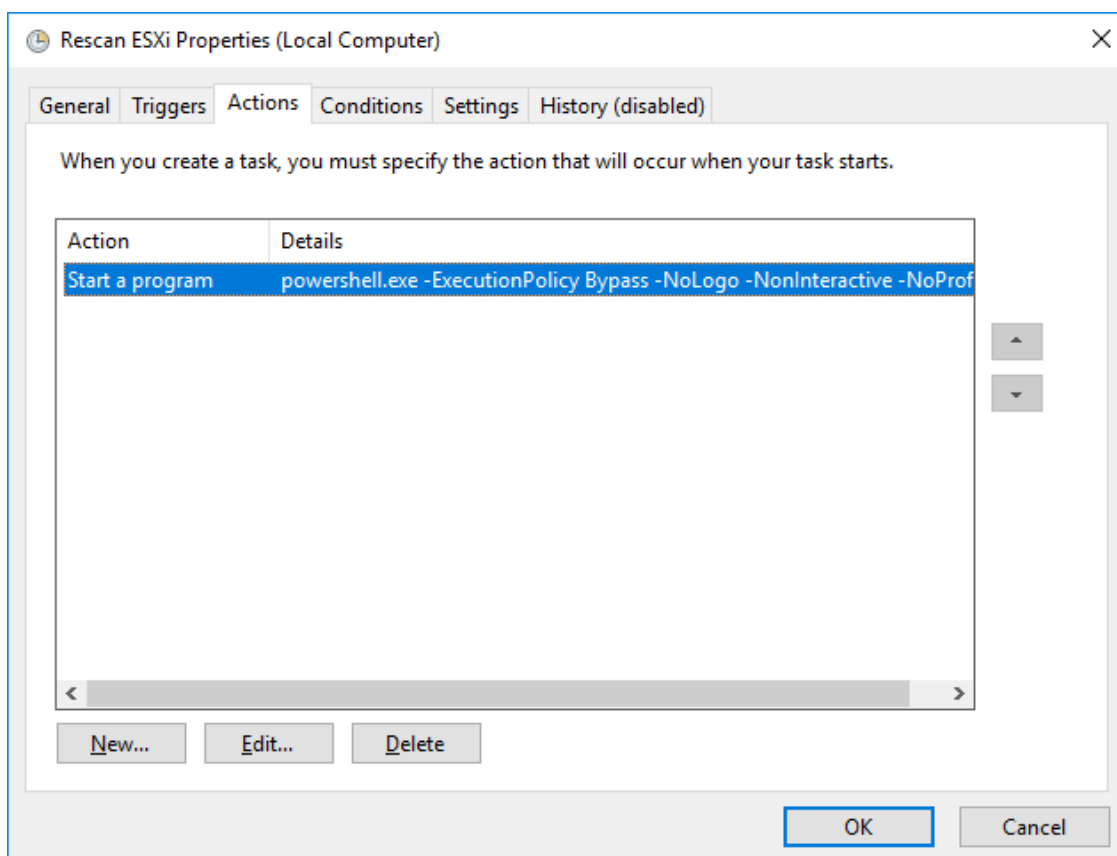 Rescan ESXi Properties (Local Computer)
General Triggers Actions Conditions Settings History (disabled)
When you create a task, you must specify the action that will occur when your task starts.
Action Details
Start a program powershell.exe -ExecutionPolicy Bypass -NoLogo -NonInteractive -NoProf
New... Edit... Delete
OK Cancel